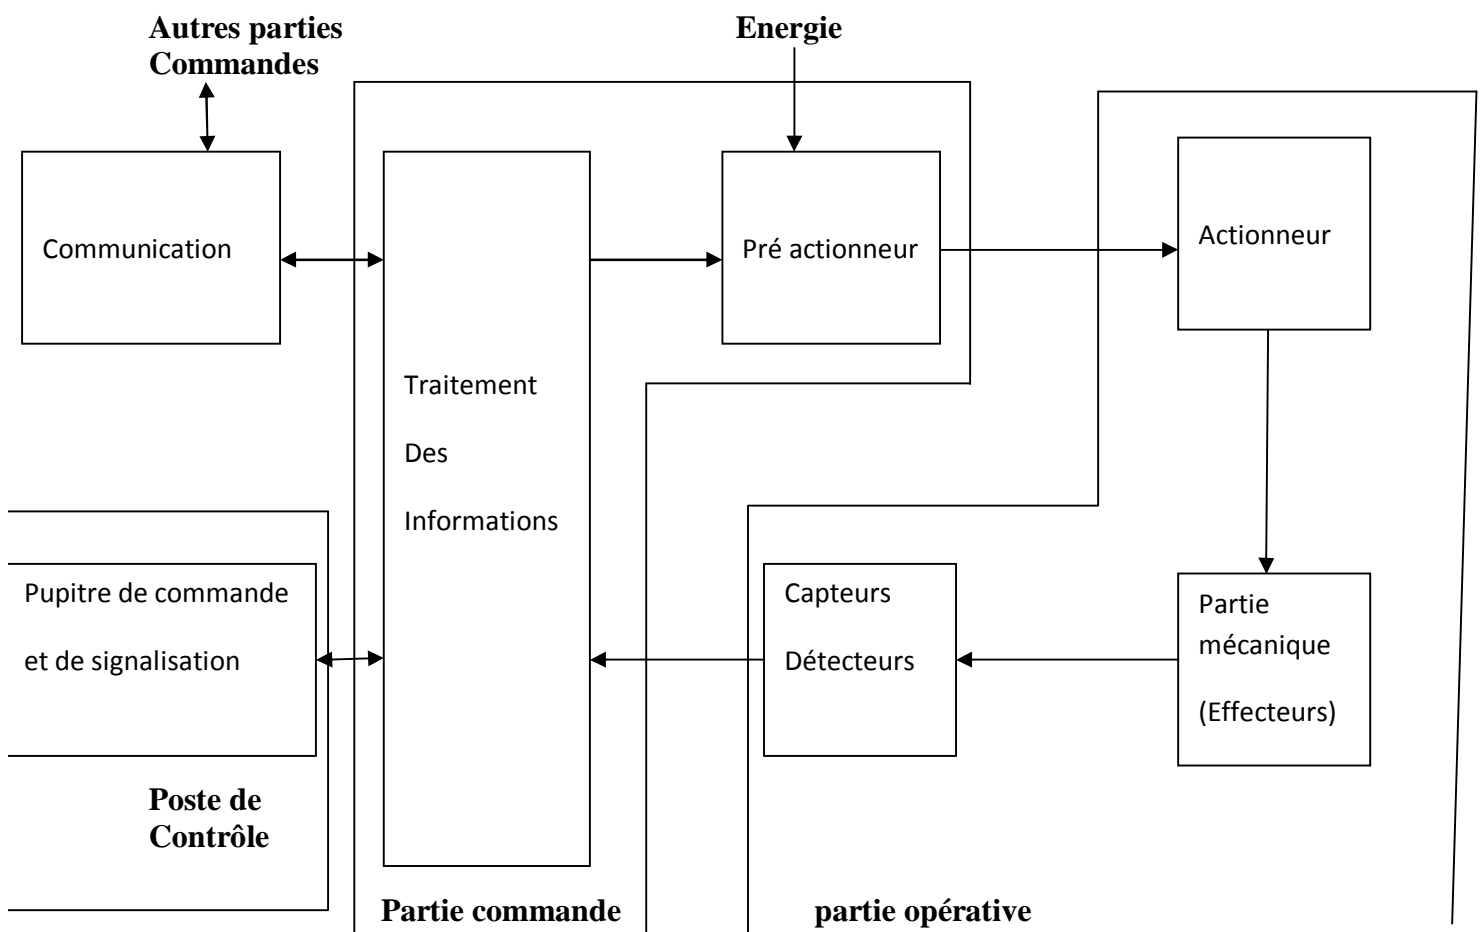 Autres parties
Commandes
Energie
Communication
Pré actionneur
Actionneur
Traitement
Des
Informations
Pupitre de commande
et de signalisation
Capteurs
Détecteurs
Partie
mécanique
(Effecteurs)
Poste de
Contrôle
Partie commande
partie opérative